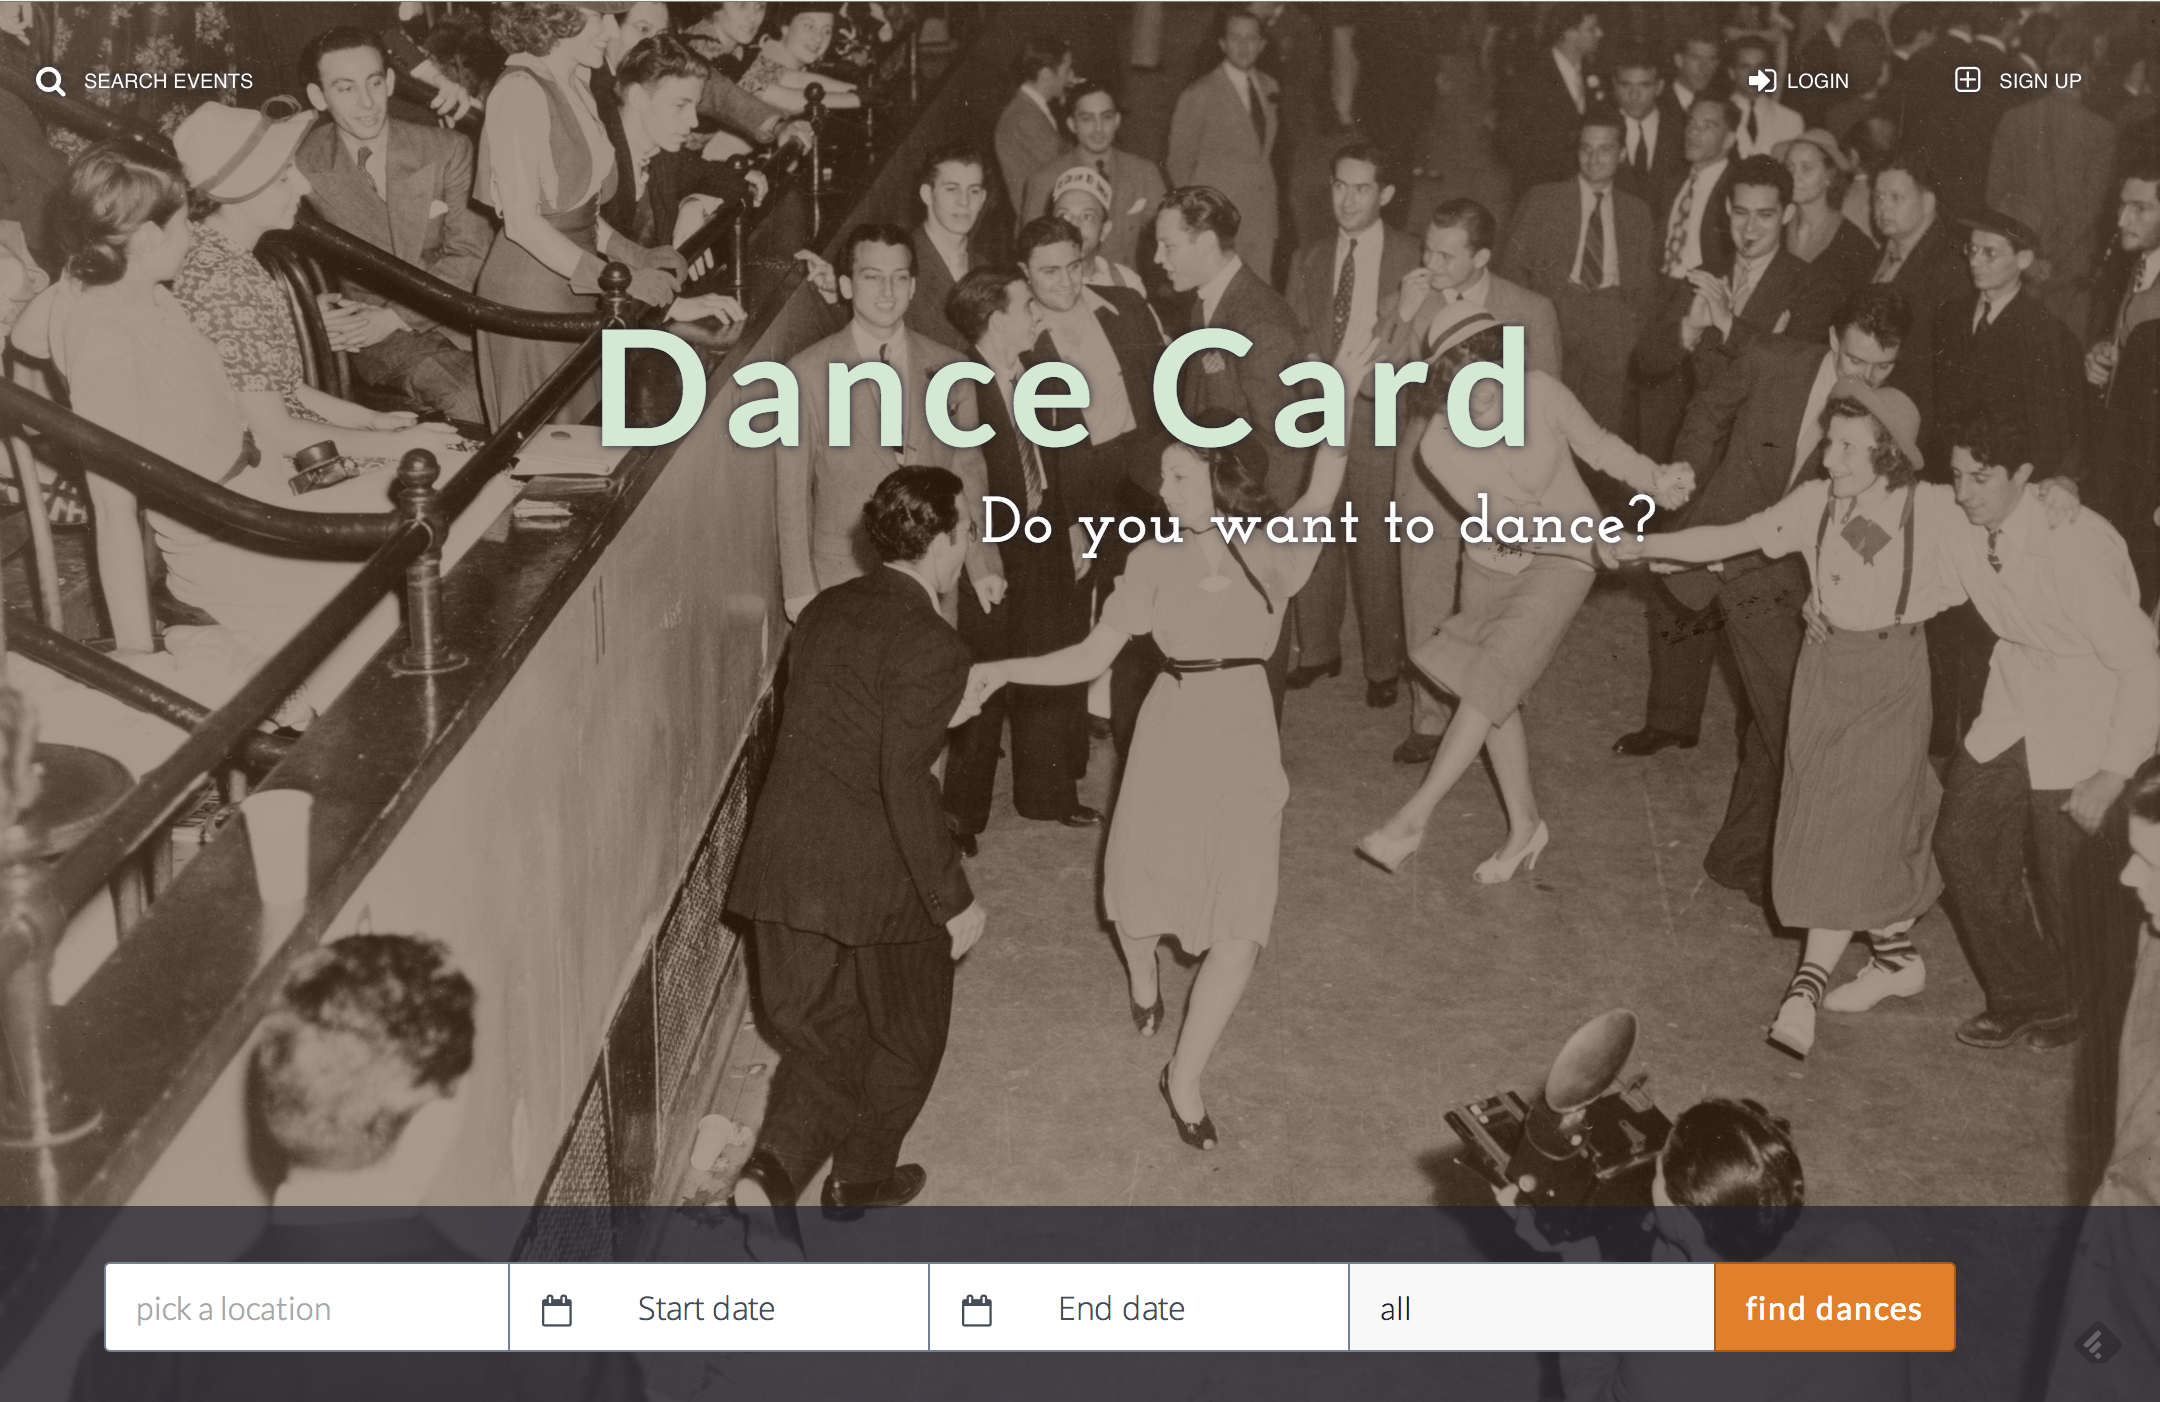 SEARCH EVENTS
LOGIN
SIGN UP
Dance Card
Do you want to dance?
pick a location
Start date
End date
all
find dances